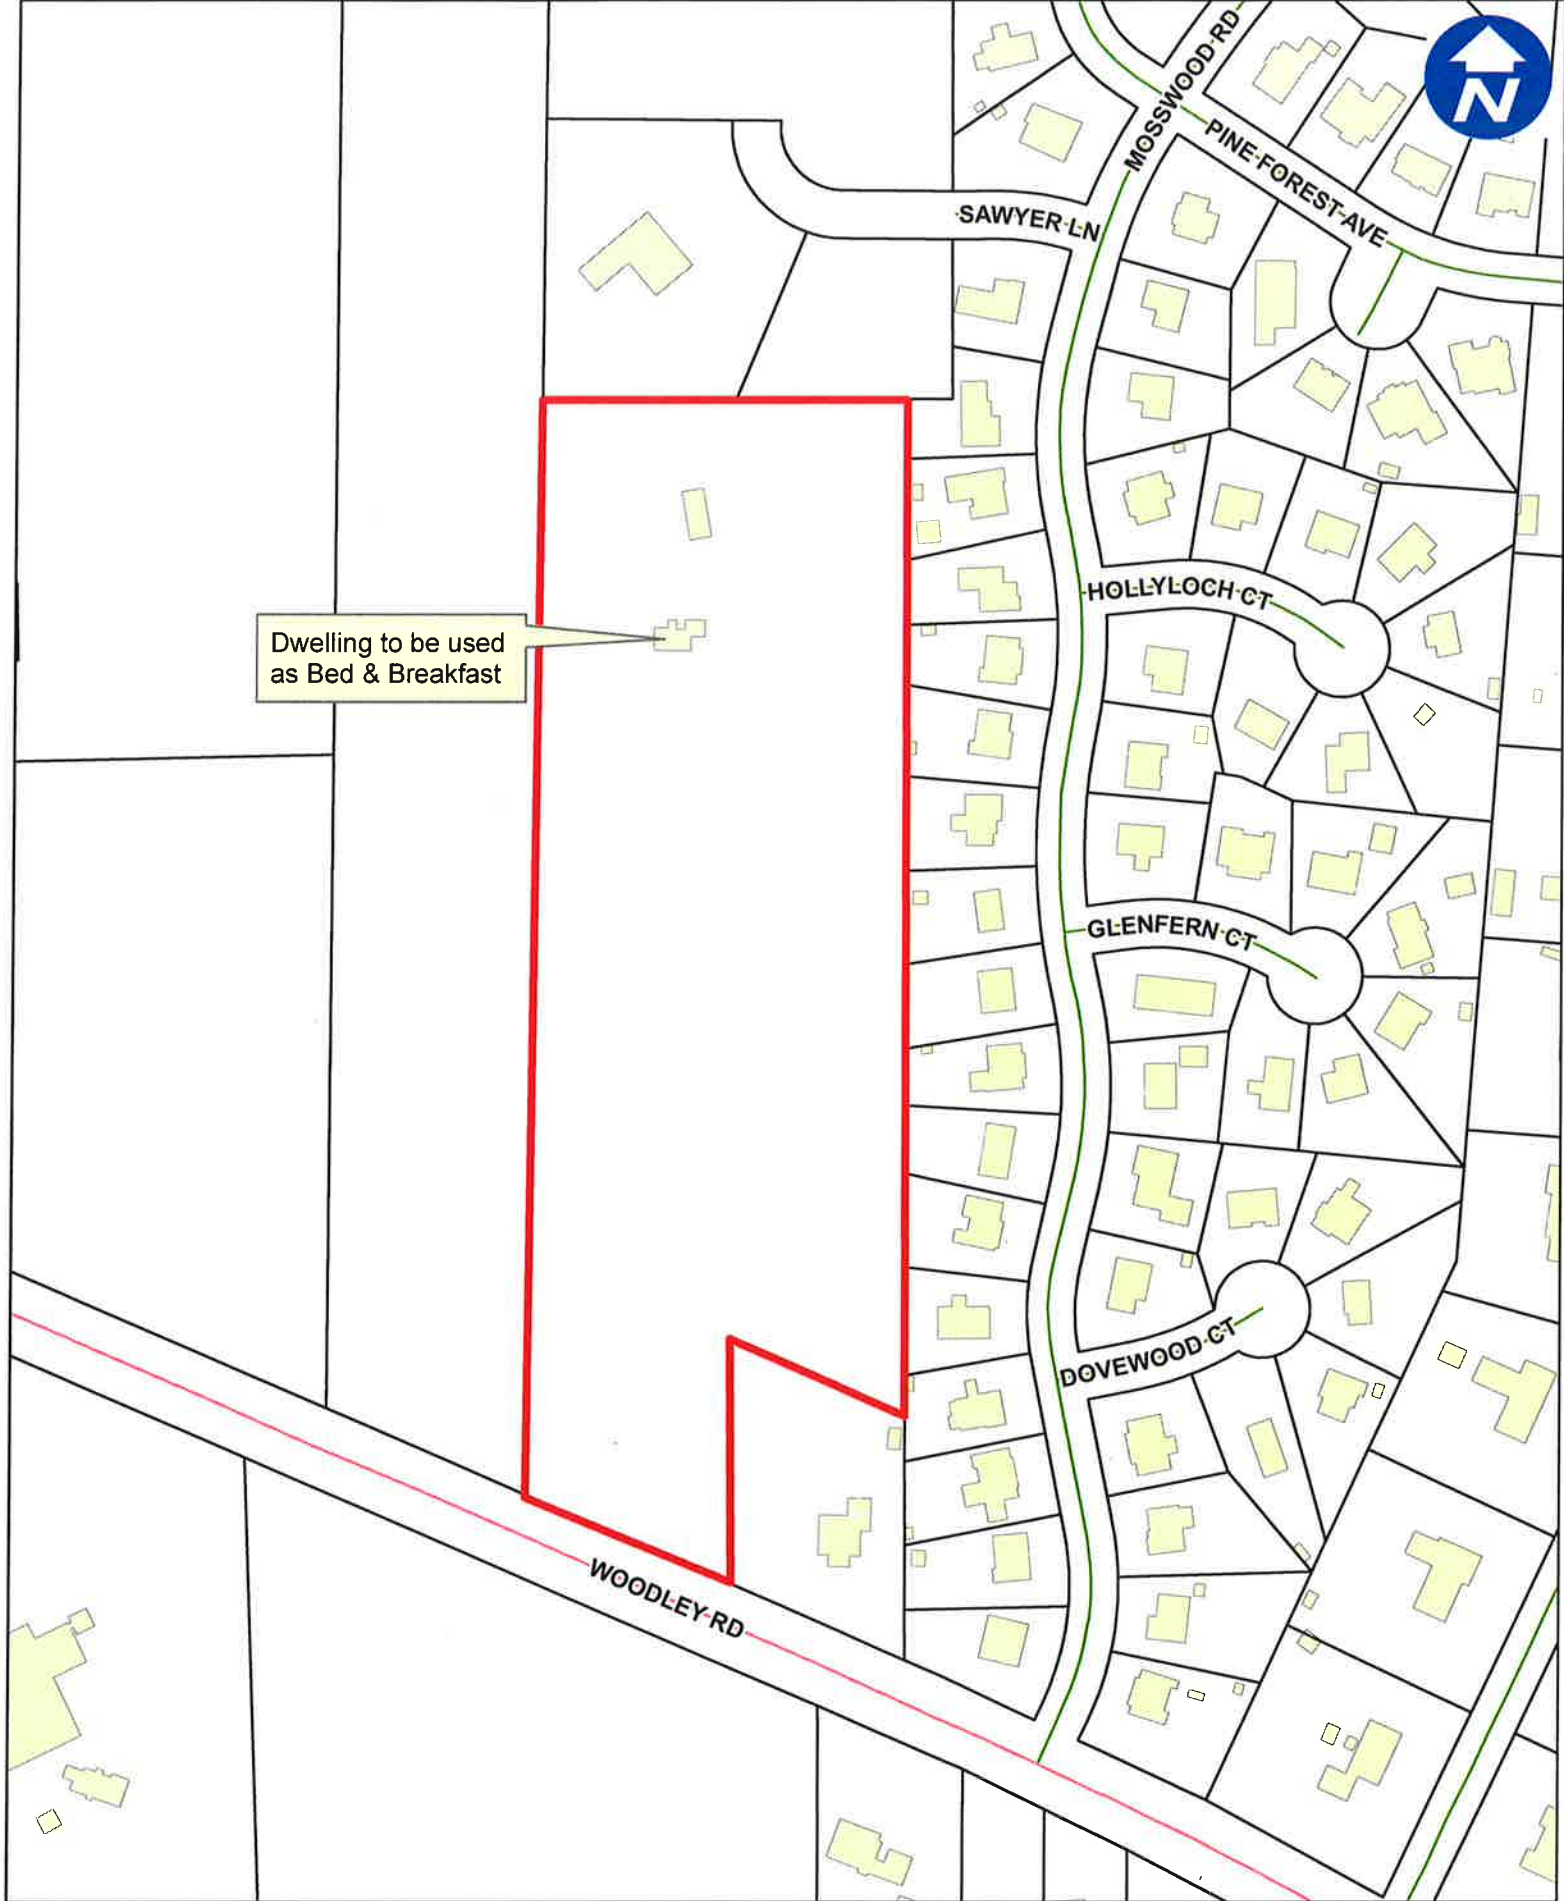 N
MOSSWOOD RD
PINE FOREST AVE
SAWYER LN
HOLLYLOCH CT
Dwelling to be used
as Bed & Breakfast
GLENFERN CT
DOVEWOOD CT
WOODLEY RD